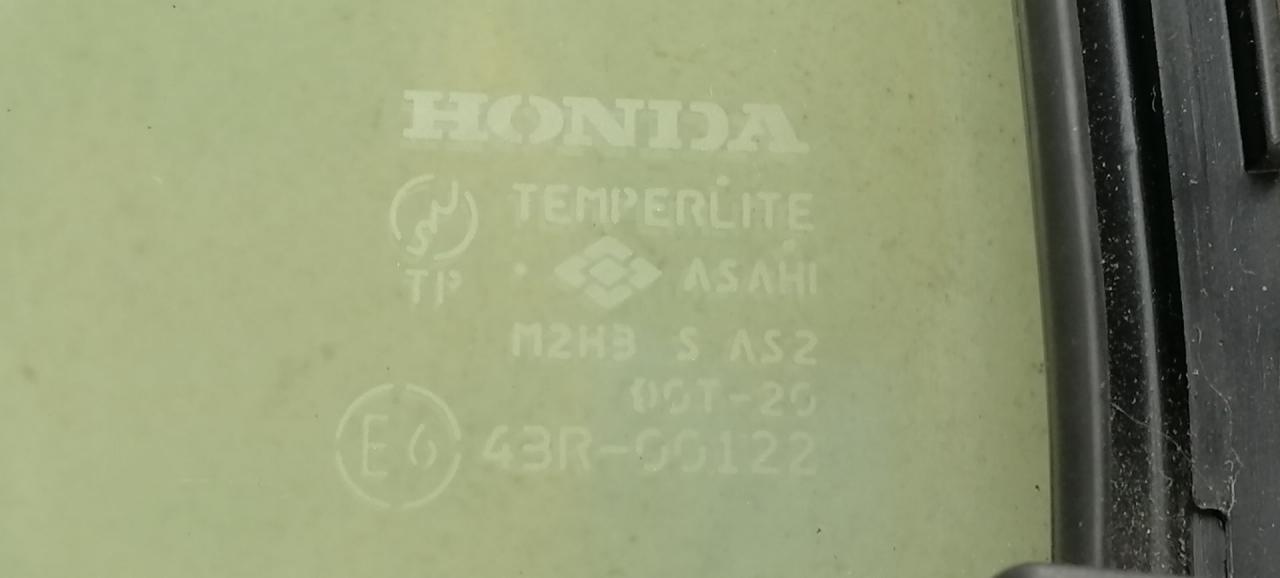 HONDA
TEMPERLITE
TP
ASAHI
M2H3 S AS2
DOT-20
E6 43R-00122